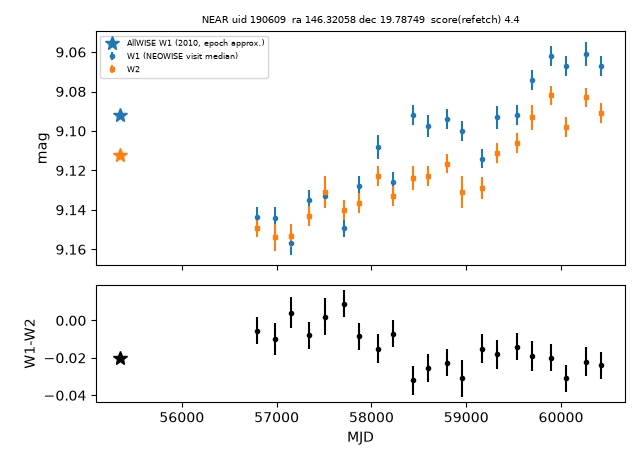 NEAR uid 190609  ra 146.32058 dec 19.78749  score(refetch) 4.4
AllWISE W1 (2010, epoch approx.)
W1 (NEOWISE visit median)
W2
9.06
9.08
9.10
9.12
9.14
9.16
mag
0.00
−0.02
−0.04
W1-W2
56000
57000
58000
59000
60000
MJD